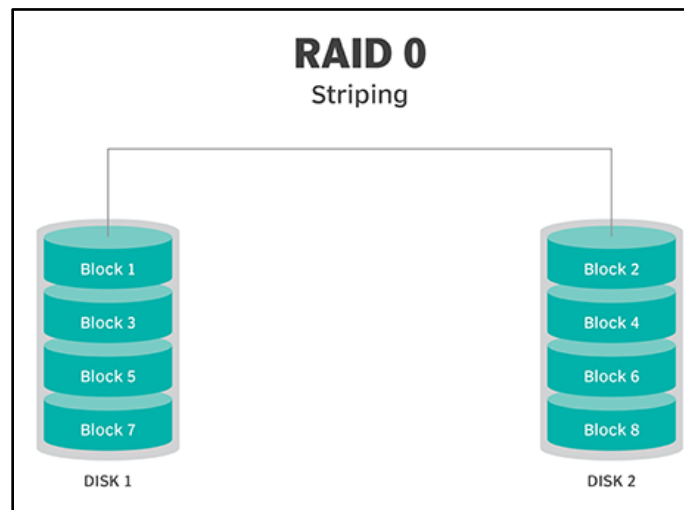 RAID 0
Striping
Block 1
Block 3
Block 5
Block 7
DISK 1
Block 2
Block 4
Block 6
Block 8
DISK 2